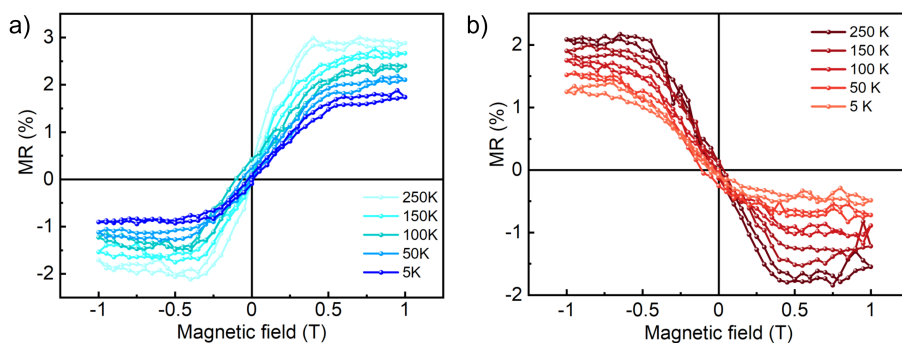 a)
MR (%)
3
2
1
0
-1
-2
250K
150K
100K
50K
5K
-1
-0.5
0
0.5
1
Magnetic field (T)
b)
MR (%)
2
1
0
-1
-2
250 K
150 K
100 K
50 K
5 K
-1
-0.5
0
0.5
1
Magnetic field (T)